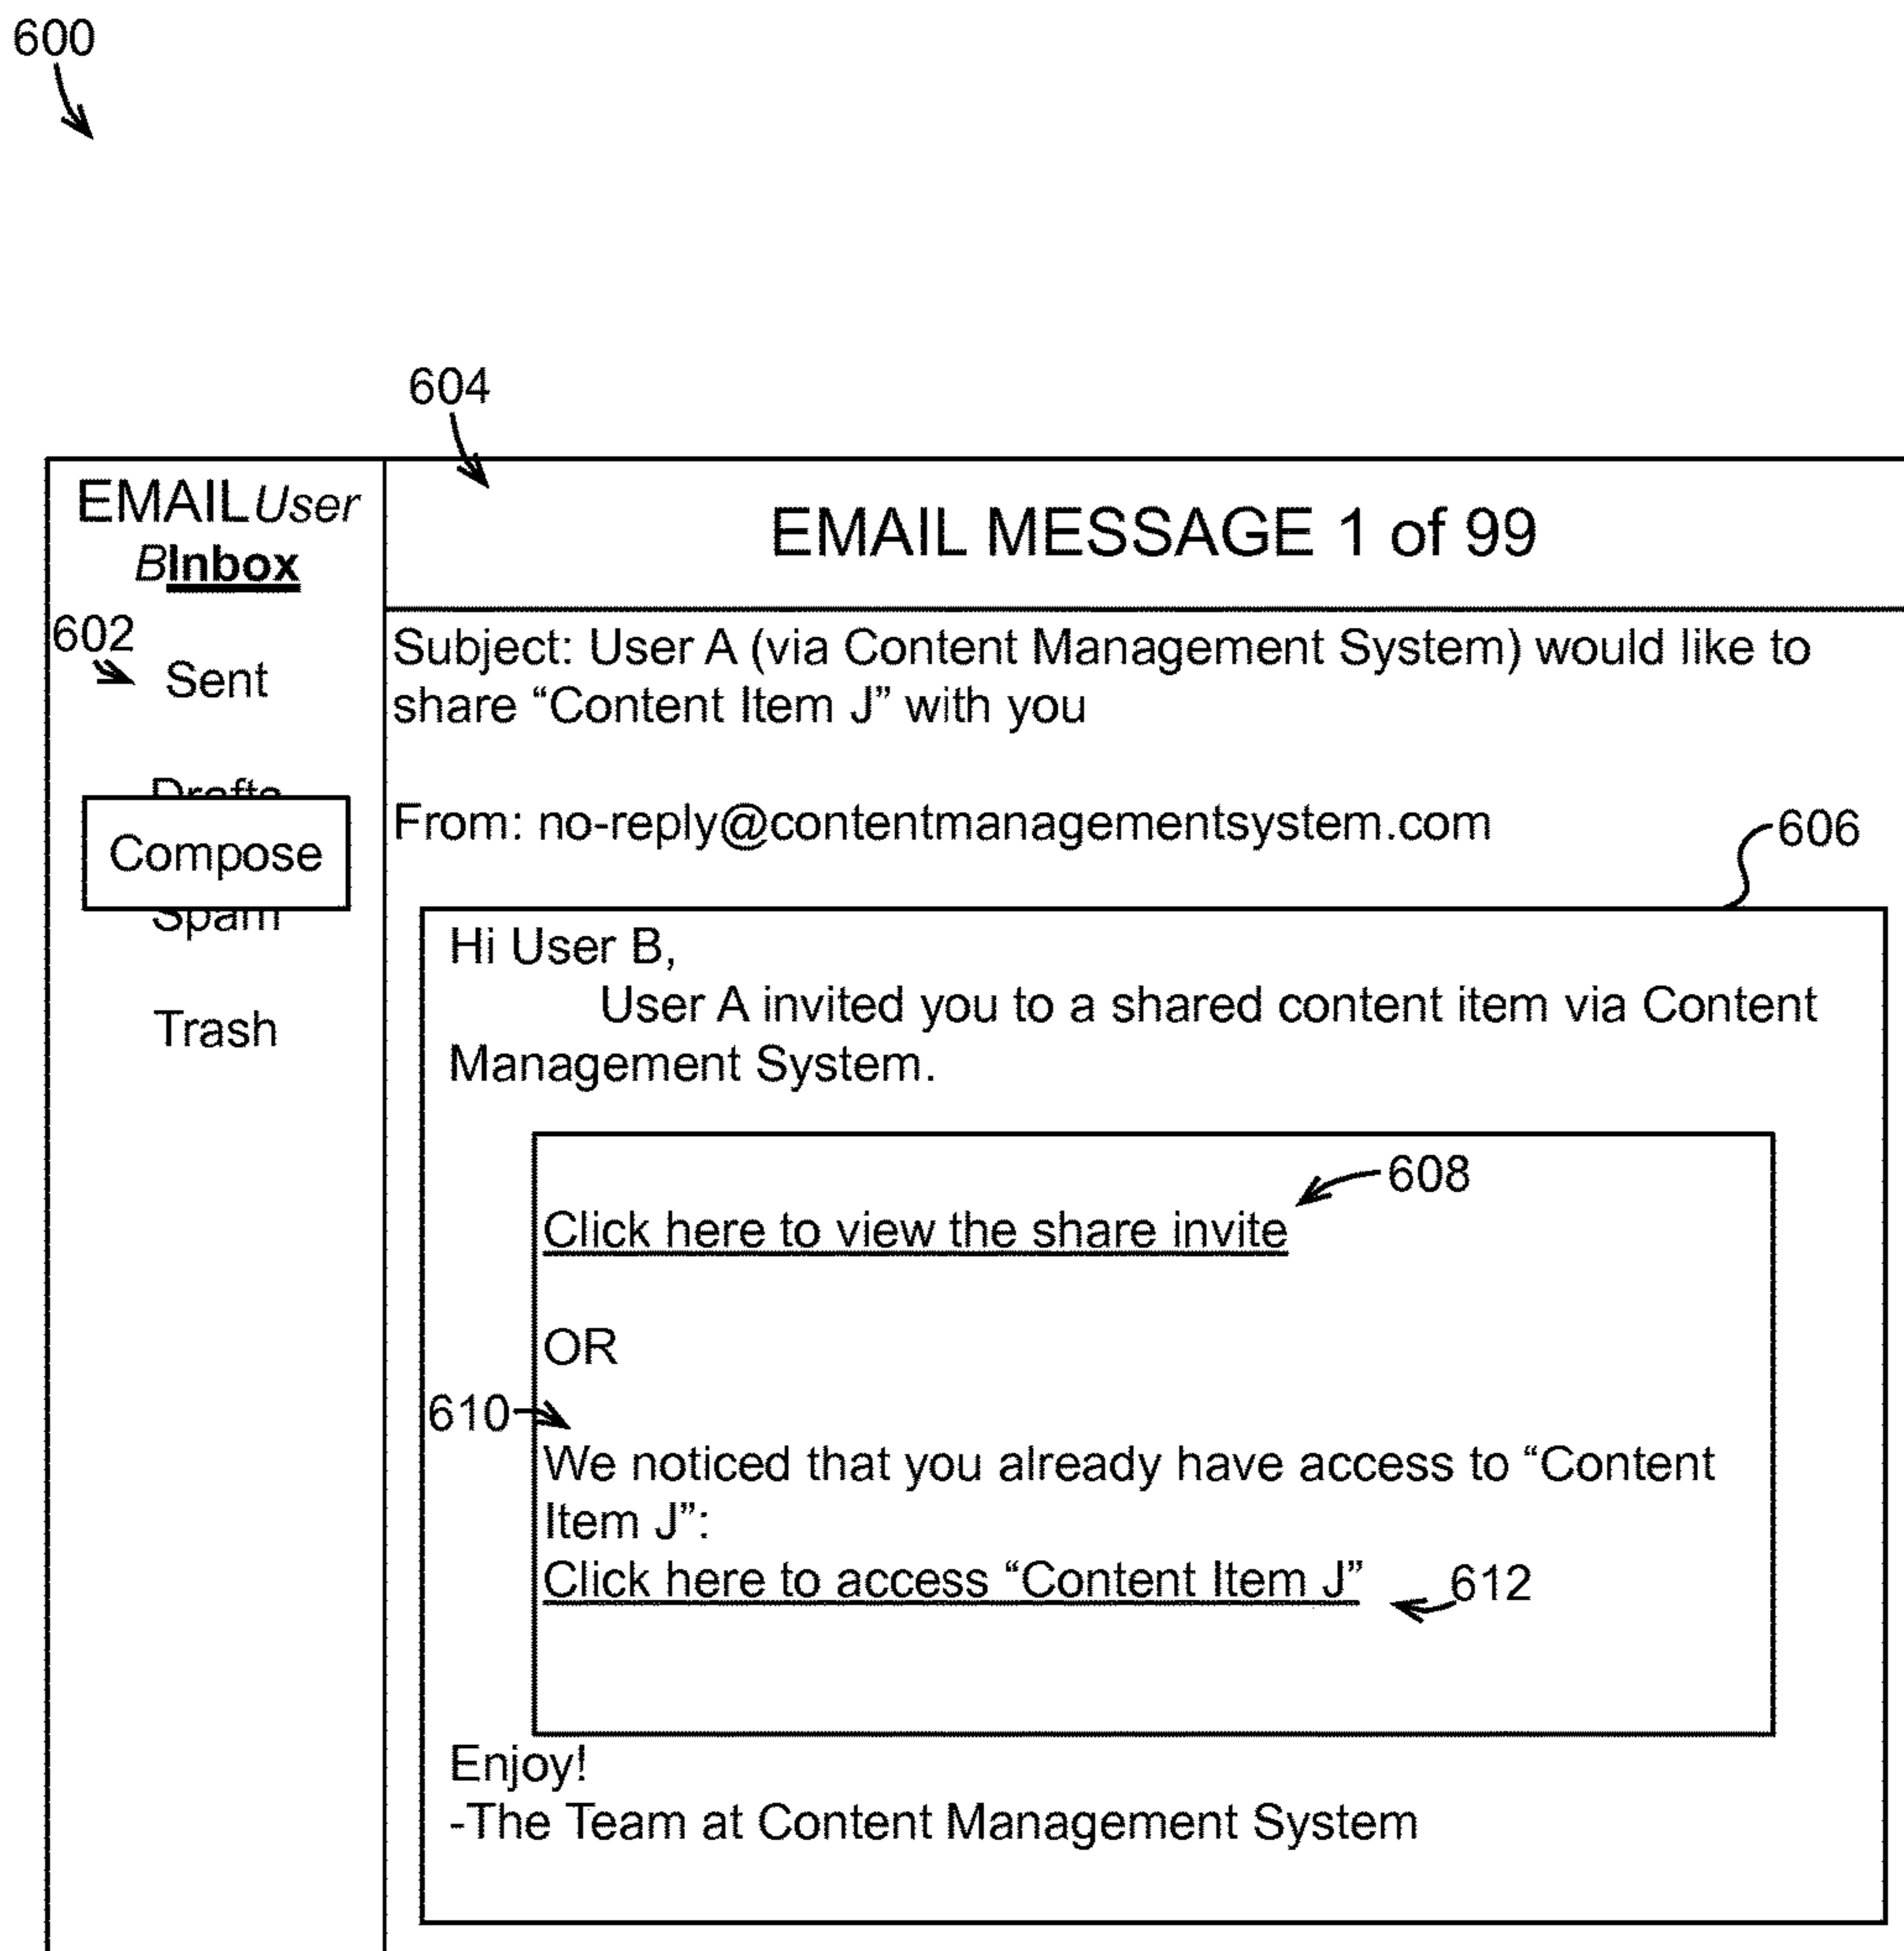 600
604
EMAILUser
BInbox
602
Sent
Drafts
Compose
Spam
Trash
EMAIL MESSAGE 1 of 99
Subject: User A (via Content Management System) would like to
share “Content Item J” with you
From: no-reply@contentmanagementsystem.com
606
Hi User B,
User A invited you to a shared content item via Content
Management System.
608
Click here to view the share invite
OR
610
We noticed that you already have access to “Content
Item J”:
Click here to access “Content Item J”
612
Enjoy!
-The Team at Content Management System